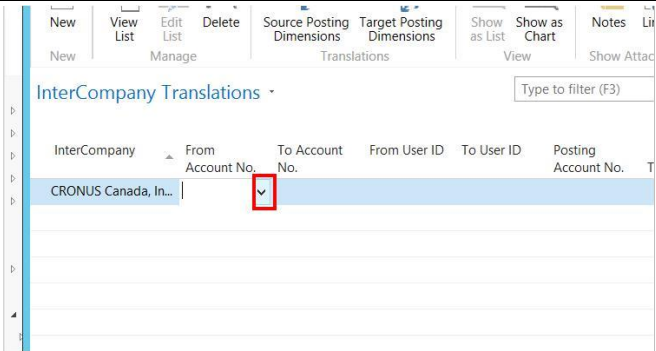 New View List Edit List Delete Source Posting Dimensions Target Posting Dimensions Show as List Show as Chart Notes
New Manage Translations View Show
InterCompany Translations
Type to filter (F3)
InterCompany From Account No. To Account No. From User ID To User ID Posting Account No.
CRONUS Canada, In...